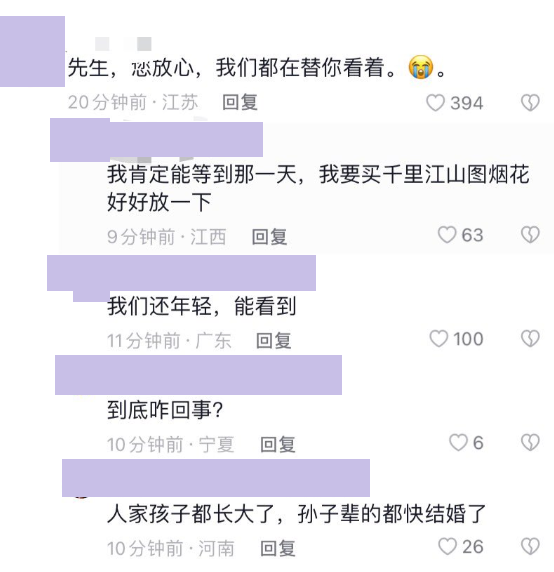 先生，您放心，我们都在替你看着。😭。
20分钟前·江苏 回复 394
我肯定能等到那一天，我要买千里江山图烟花
好好放一下
9分钟前·江西 回复 63
我们还年轻，能看到
11分钟前·广东 回复 100
到底咋回事？
10分钟前·宁夏 回复 6
人家孩子都长大了，孙子辈的都快结婚了
10分钟前·河南 回复 26